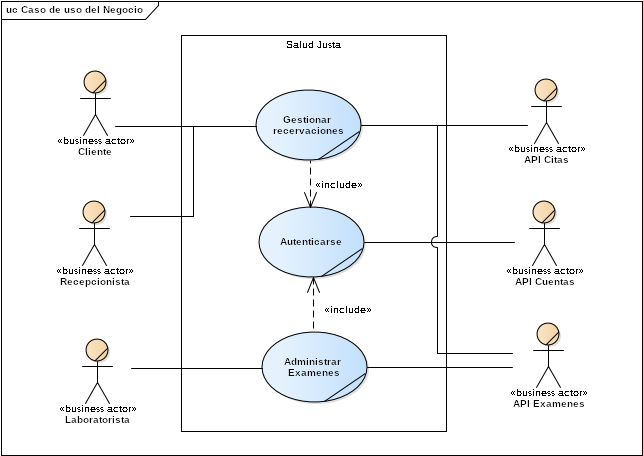 uc Caso de uso del Negocio
Salud Justa
«business actor»
Cliente
Gestionar
recervaciones
«business actor»
API Citas
«include»
«business actor»
Recepcionista
Autenticarse
«business actor»
API Cuentas
«include»
«business actor»
Laboratorista
Administrar
Examenes
«business actor»
API Examenes